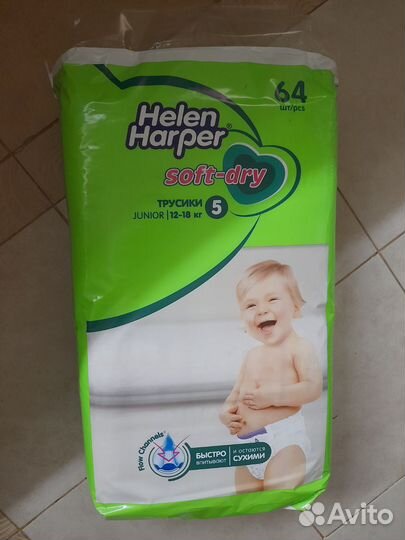 64
шт/pcs
Helen
Harper®
soft-dry
ТРУСИКИ
JUNIOR | 12-18 кг 5
Flow Channels
БЫСТРО
впитывают
и остаются
СУХИМИ
Avito